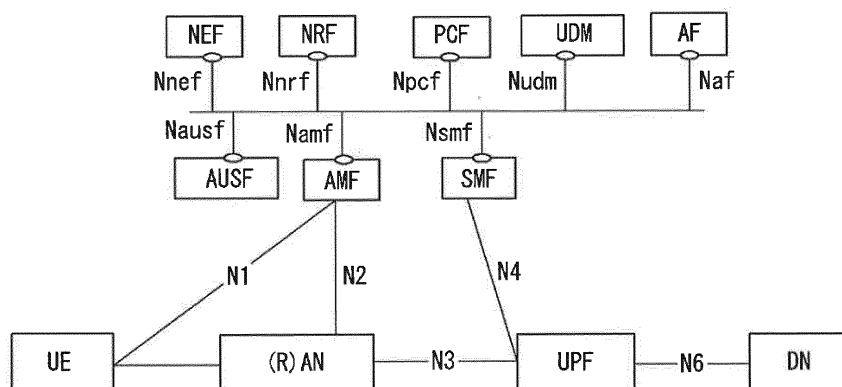 NEF NRF PCF UDM AF
Nnef Nnrf Npcf Nudm Naf
Nausf Namf Nsmf
AUSF AMF SMF
N1 N2 N4
UE (R)AN N3 UPF N6 DN